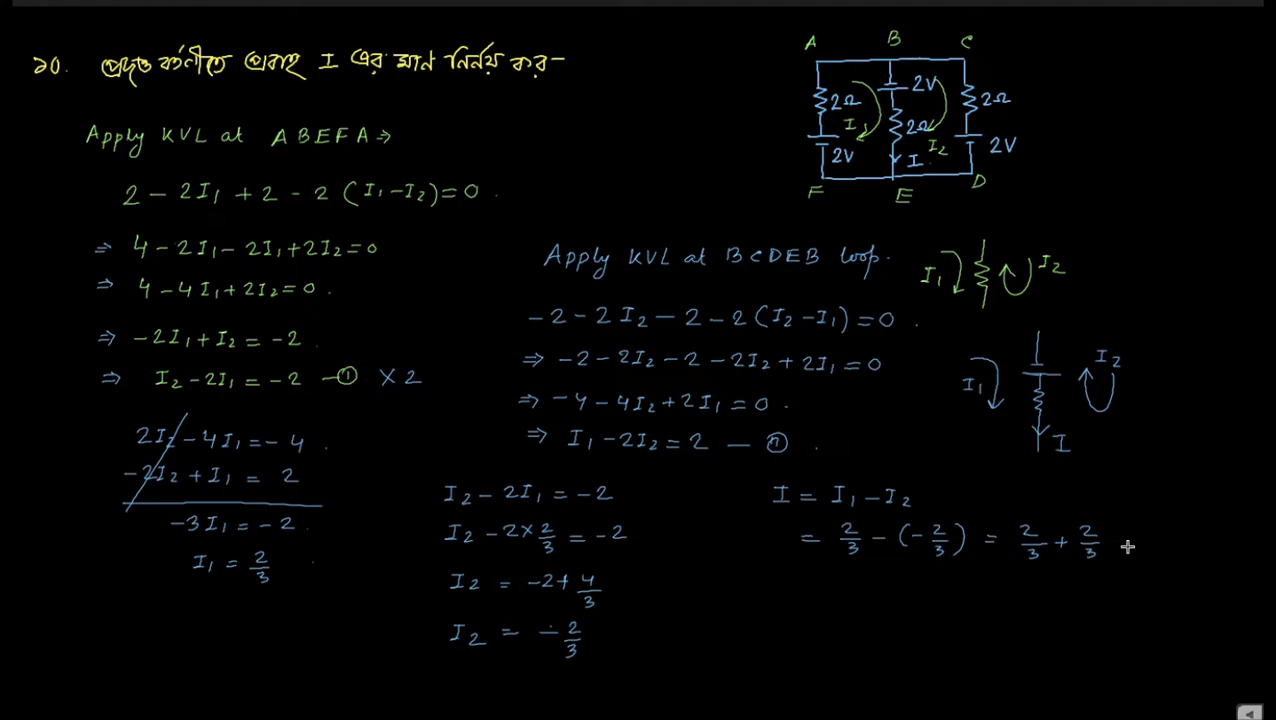 ১০. প্রদত্ত বর্তনীতে প্রবাহ I এর মান নির্নয় কর-
A B C
2Ω 2V 2Ω
I₁ 2Ω I₂
2V I 2V
F E D
Apply KVL at A B E F A →
2 - 2I₁ + 2 - 2 (I₁-I₂) = 0
⇒ 4 - 2I₁ - 2I₁ + 2I₂ = 0
⇒ 4 - 4I₁ + 2I₂ = 0
⇒ -2I₁ + I₂ = -2
⇒ I₂ - 2I₁ = -2 —① × 2
2I₂ - 4I₁ = -4
-2I₂ + I₁ = 2
-3I₁ = -2
I₁ = 2/3
Apply KVL at B C D E B loop.
-2 - 2I₂ - 2 - 2 (I₂ - I₁) = 0
⇒ -2 - 2I₂ - 2 - 2I₂ + 2I₁ = 0
⇒ -4 - 4I₂ + 2I₁ = 0
⇒ I₁ - 2I₂ = 2 —⑪
I₂ - 2I₁ = -2
I₂ - 2 × 2/3 = -2
I₂ = -2 + 4/3
I₂ = - 2/3
I₁ I₂
I₁ I₂
I
I = I₁ - I₂
= 2/3 - (- 2/3) = 2/3 + 2/3